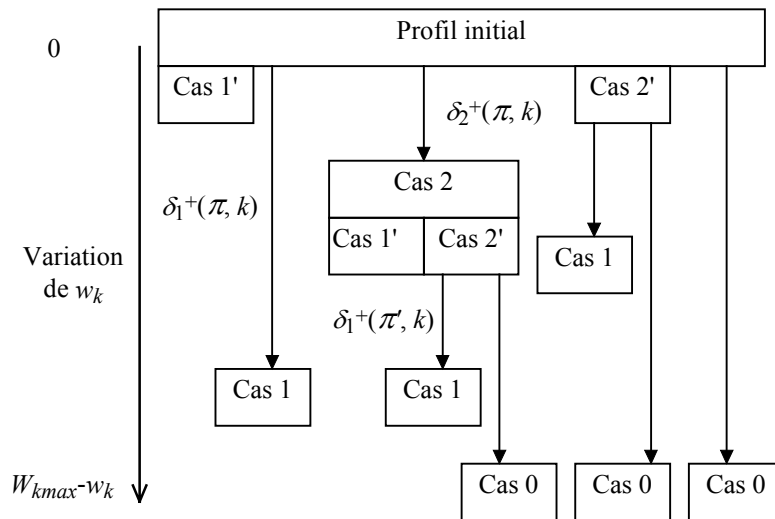 Profil initial
0
Cas 1'
Cas 2'
δ₂⁺(π, k)
Cas 2
δ₁⁺(π, k)
Cas 1'
Cas 2'
Cas 1
Variation
de wₖ
δ₁⁺(π', k)
Cas 1
Cas 1
Wₖₘₐₓ-wₖ
Cas 0
Cas 0
Cas 0